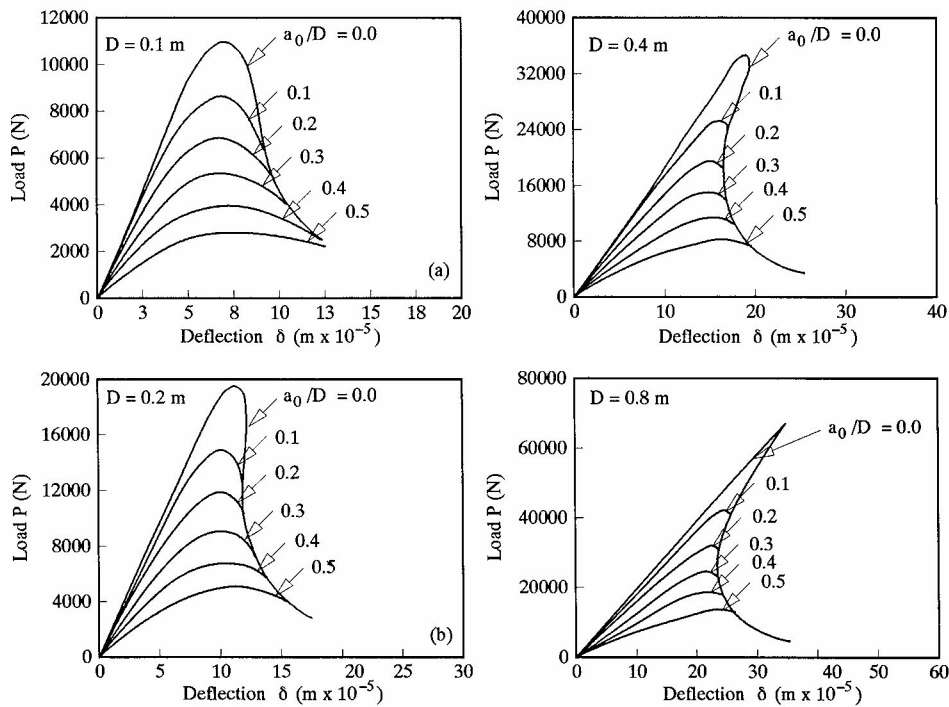 12000
10000
8000
6000
4000
2000
0
Load P (N)
D = 0.1 m
a0/D = 0.0
0.1
0.2
0.3
0.4
0.5
(a)
0 3 5 8 10 13 15 18 20
Deflection δ (m x 10-5)
40000
32000
24000
16000
8000
0
Load P (N)
D = 0.4 m
a0/D = 0.0
0.1
0.2
0.3
0.4
0.5
0 10 20 30 40
Deflection δ (m x 10-5)
20000
16000
12000
8000
4000
0
Load P (N)
D = 0.2 m
a0/D = 0.0
0.1
0.2
0.3
0.4
0.5
(b)
0 5 10 15 20 25 30
Deflection δ (m x 10-5)
80000
60000
40000
20000
0
Load P (N)
D = 0.8 m
a0/D = 0.0
0.1
0.2
0.3
0.4
0.5
0 10 20 30 40 50 60
Deflection δ (m x 10-5)